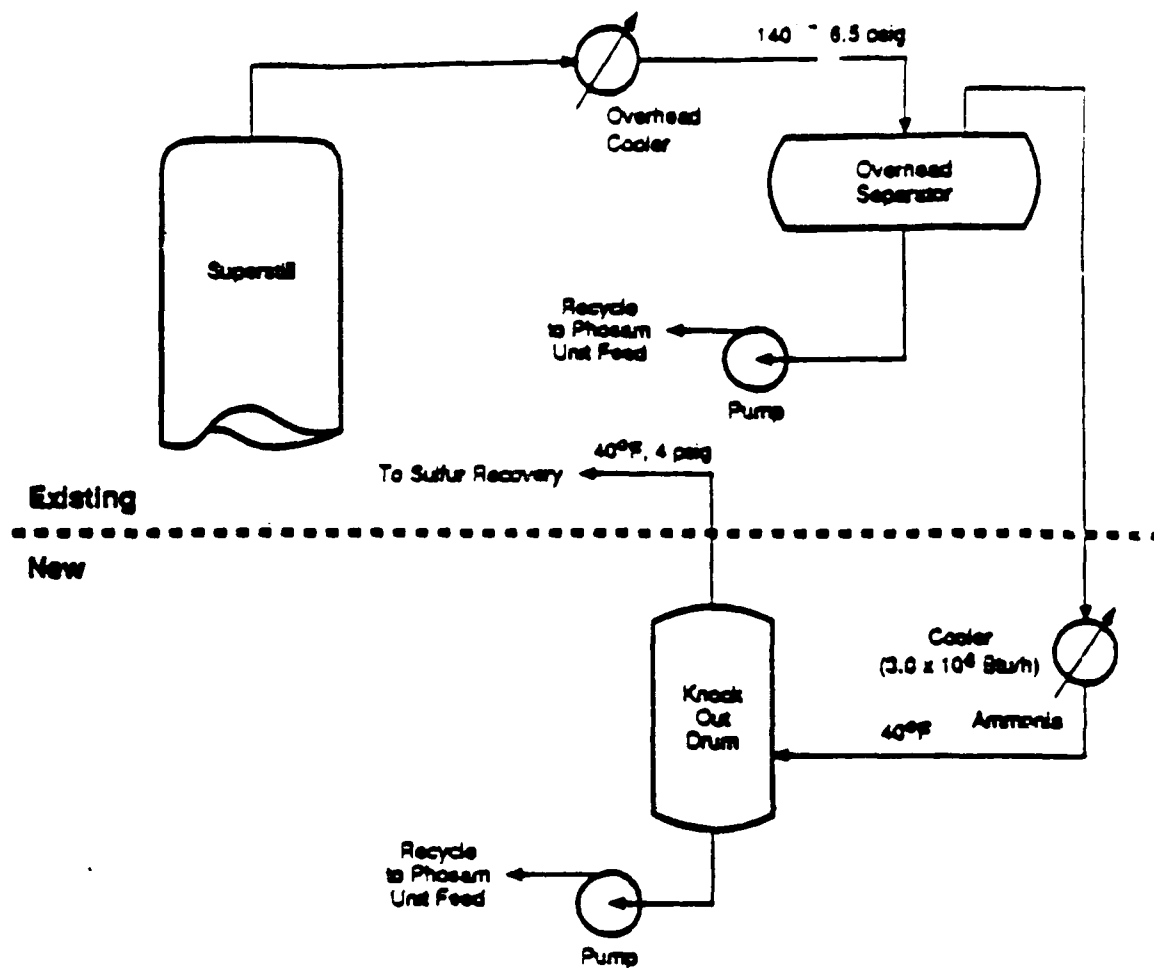 140 6.5 psig
Overhead
Cooler
Overhead
Separator
Superstill
Recycle
to Phosam
Unit Feed
Pump
40°F, 4 psig
To Sulfur Recovery
Existing
New
Cooler
Knock
Out
Drum
40°F
Ammonia
Recycle
to Phosam
Unit Feed
Pump